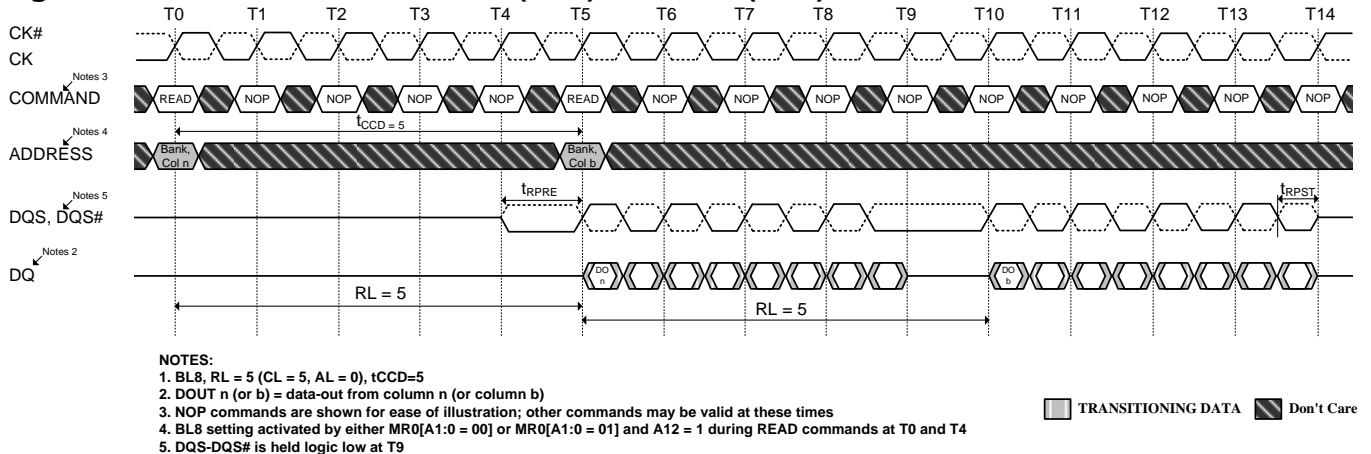 T0 T1 T2 T3 T4 T5 T6 T7 T8 T9 T10 T11 T12 T13 T14
CK#
CK
Notes 3
COMMAND READ NOP NOP NOP NOP READ NOP NOP NOP NOP NOP NOP NOP NOP NOP
tCCD = 5
Notes 4
ADDRESS
Bank, Bank,
Col n Col b
tRPRE tRPST
Notes 5
DQS, DQS#
Notes 2
DQ
DO DO
n b
RL = 5
RL = 5
NOTES:
1. BL8, RL = 5 (CL = 5, AL = 0), tCCD=5
2. DOUT n (or b) = data-out from column n (or column b)
3. NOP commands are shown for ease of illustration; other commands may be valid at these times
4. BL8 setting activated by either MR0[A1:0 = 00] or MR0[A1:0 = 01] and A12 = 1 during READ commands at T0 and T4
5. DQS-DQS# is held logic low at T9
TRANSITIONING DATA Don't Care